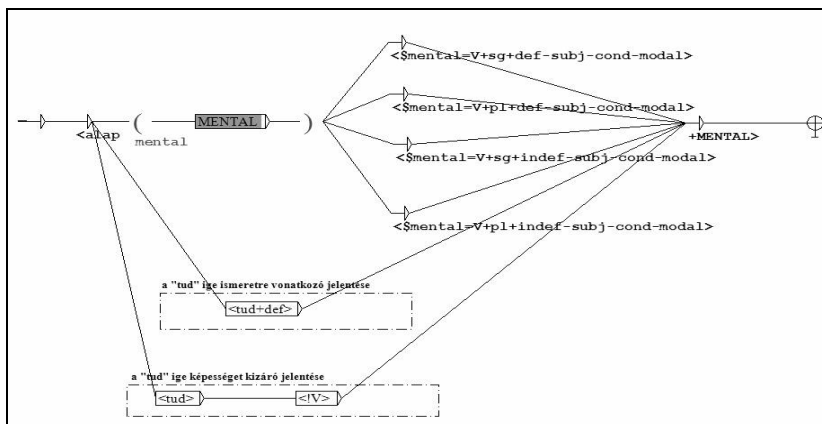 <$mental=V+sg+def-subj-cond-modal>
<$mental=V+pl+def-subj-cond-modal>
( MENTAL )
<alap
mental
+MENTAL>
<$mental=V+sg+indef-subj-cond-modal>
<$mental=V+pl+indef-subj-cond-modal>
a "tud" ige ismeretre vonatkozó jelentése
<tud+def>
a "tud" ige képességet kizáró jelentése
<tud> <!V>